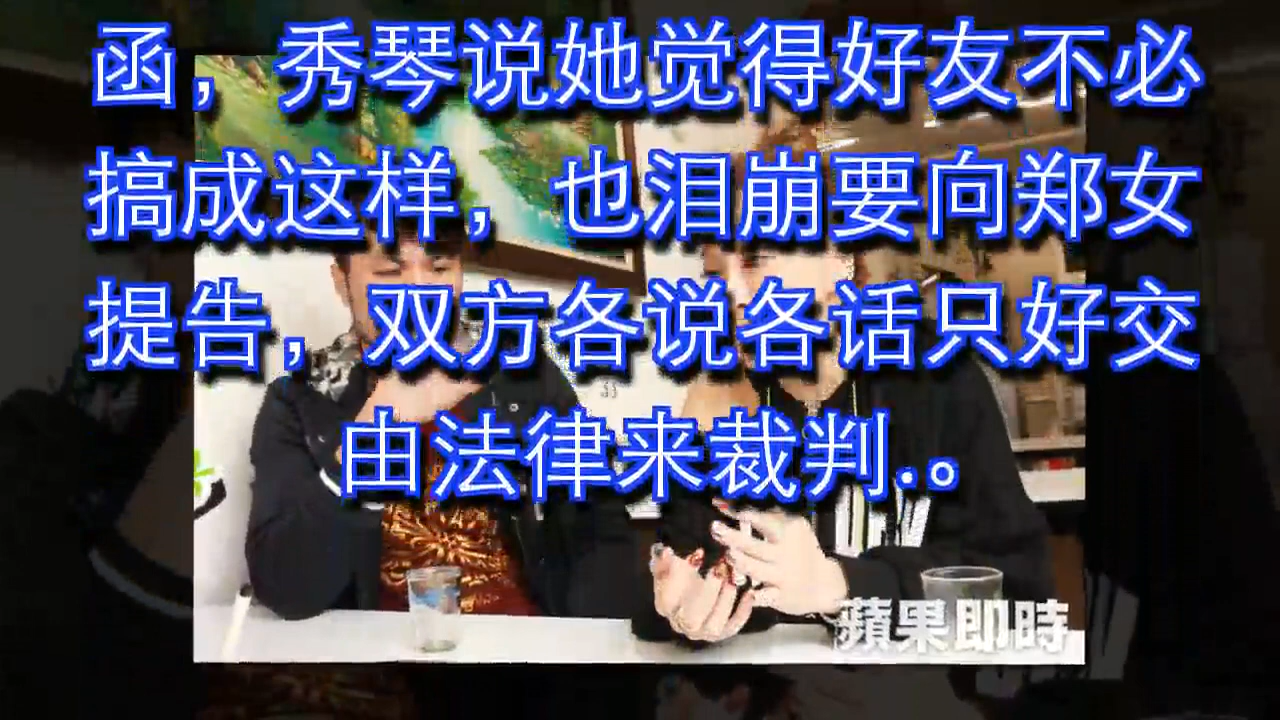 函，秀琴说她觉得好友不必
搞成这样，也泪崩要向郑女
提告，双方各说各话只好交
由法律来裁判.。
蘋果即時